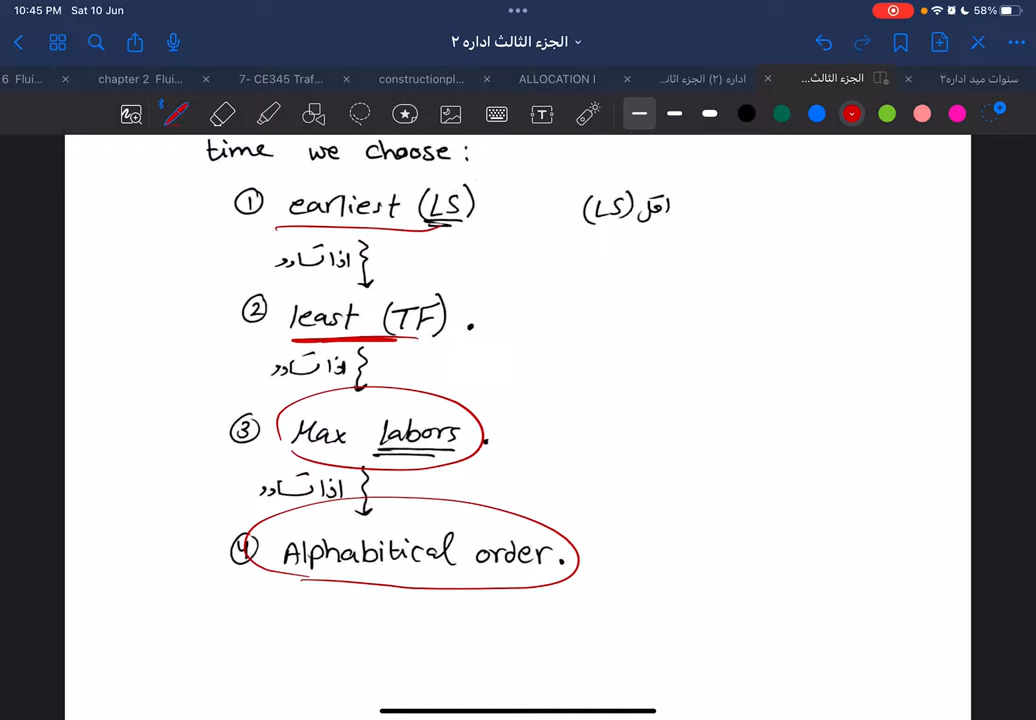 10:45 PM Sat 10 Jun
58%
الجزء الثالث اداره ٢
6 Flui...
chapter 2 Flui...
7- CE345 Traf...
constructionpl...
ALLOCATION I
اداره (٢) الجزء اثان...
الجزء الثالث...
سنوات ميد اداره٢
time we choose :
① earliest (LS)
اقل (LS)
اذا تساوو
② least (TF) .
اذا تساوو
③ Max labors .
اذا تساوو
④ Alphabitical order .